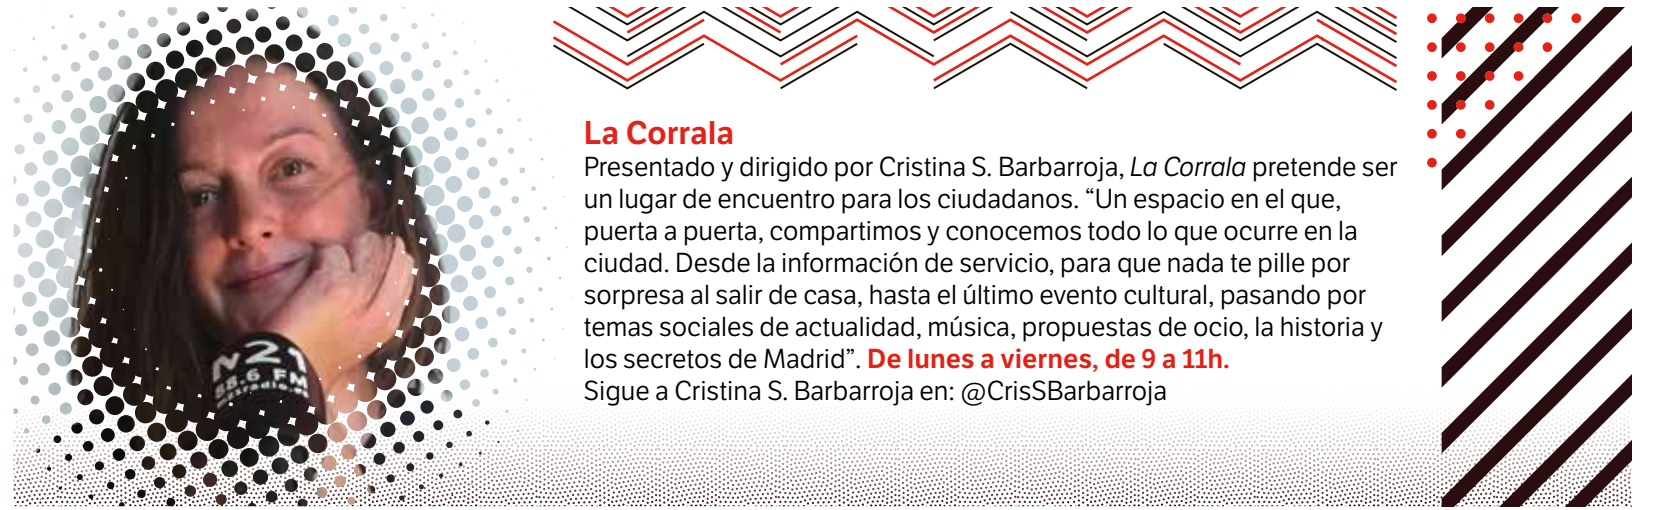 La Corrala
Presentado y dirigido por Cristina S. Barbarroja, La Corrala pretende ser
un lugar de encuentro para los ciudadanos. “Un espacio en el que,
puerta a puerta, compartimos y conocemos todo lo que ocurre en la
ciudad. Desde la información de servicio, para que nada te pille por
sorpresa al salir de casa, hasta el último evento cultural, pasando por
temas sociales de actualidad, música, propuestas de ocio, la historia y
los secretos de Madrid”. De lunes a viernes, de 9 a 11h.
Sigue a Cristina S. Barbarroja en: @CrisSBarbarroja
M21
88.6 FM